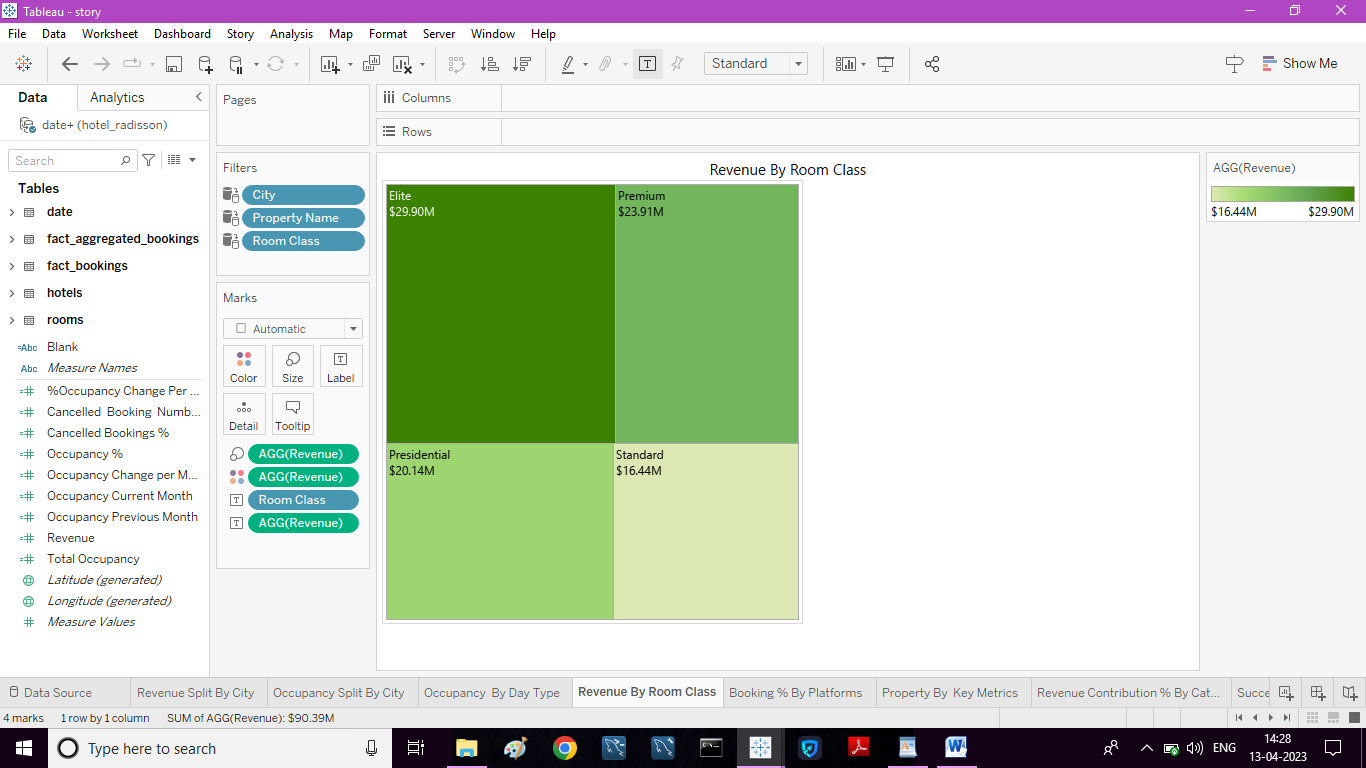 Tableau - story
File Data Worksheet Dashboard Story Analysis Map Format Server Window Help
Standard
Show Me
Data Analytics
date+ (hotel_radisson)
Search
Tables
date
fact_aggregated_bookings
fact_bookings
hotels
rooms
=Abc Blank
Abc Measure Names
=# %Occupancy Change Per ...
=# Cancelled Booking Numb...
=# Cancelled Bookings %
=# Occupancy %
=# Occupancy Change per M...
=# Occupancy Current Month
=# Occupancy Previous Month
=# Revenue
=# Total Occupancy
Latitude (generated)
Longitude (generated)
# Measure Values
Pages
Filters
City
Property Name
Room Class
Marks
Automatic
Color Size T Label
Detail Tooltip
AGG(Revenue)
AGG(Revenue)
T Room Class
T AGG(Revenue)
Columns
Rows
Revenue By Room Class
Elite
$29.90M
Premium
$23.91M
Presidential
$20.14M
Standard
$16.44M
AGG(Revenue)
$16.44M $29.90M
Data Source Revenue Split By City Occupancy Split By City Occupancy By Day Type Revenue By Room Class Booking % By Platforms Property By Key Metrics Revenue Contribution % By Cat... Succe
4 marks 1 row by 1 column SUM of AGG(Revenue): $90.39M
Type here to search
ENG
14:28
13-04-2023